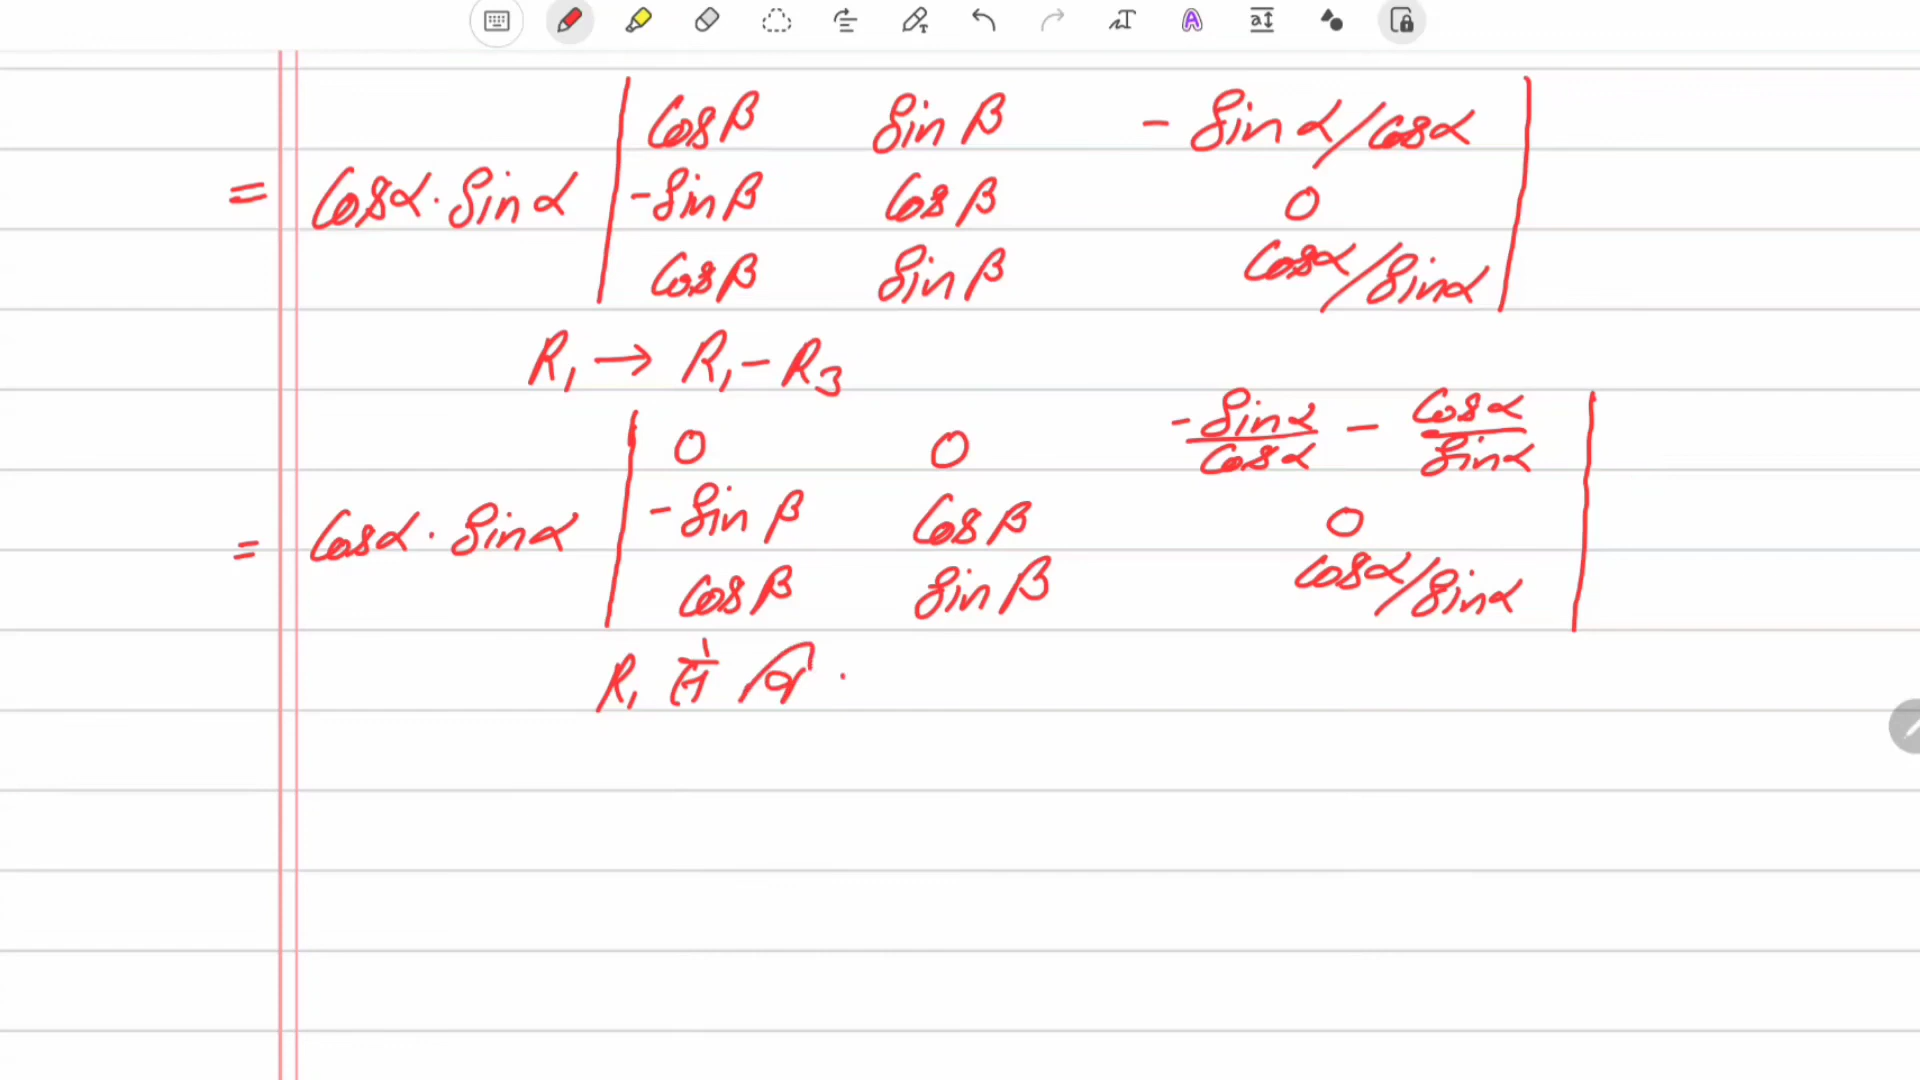 = Cosα · Sinα | Cosβ Sinβ - Sinα/Cosα |
| -Sinβ Cosβ 0 |
| Cosβ Sinβ Cosα/Sinα |
R₁ → R₁ - R₃
= Cosα · Sinα | 0 0 -Sinα/Cosα - Cosα/Sinα |
| -Sinβ Cosβ 0 |
| Cosβ Sinβ Cosα/Sinα |
R₁